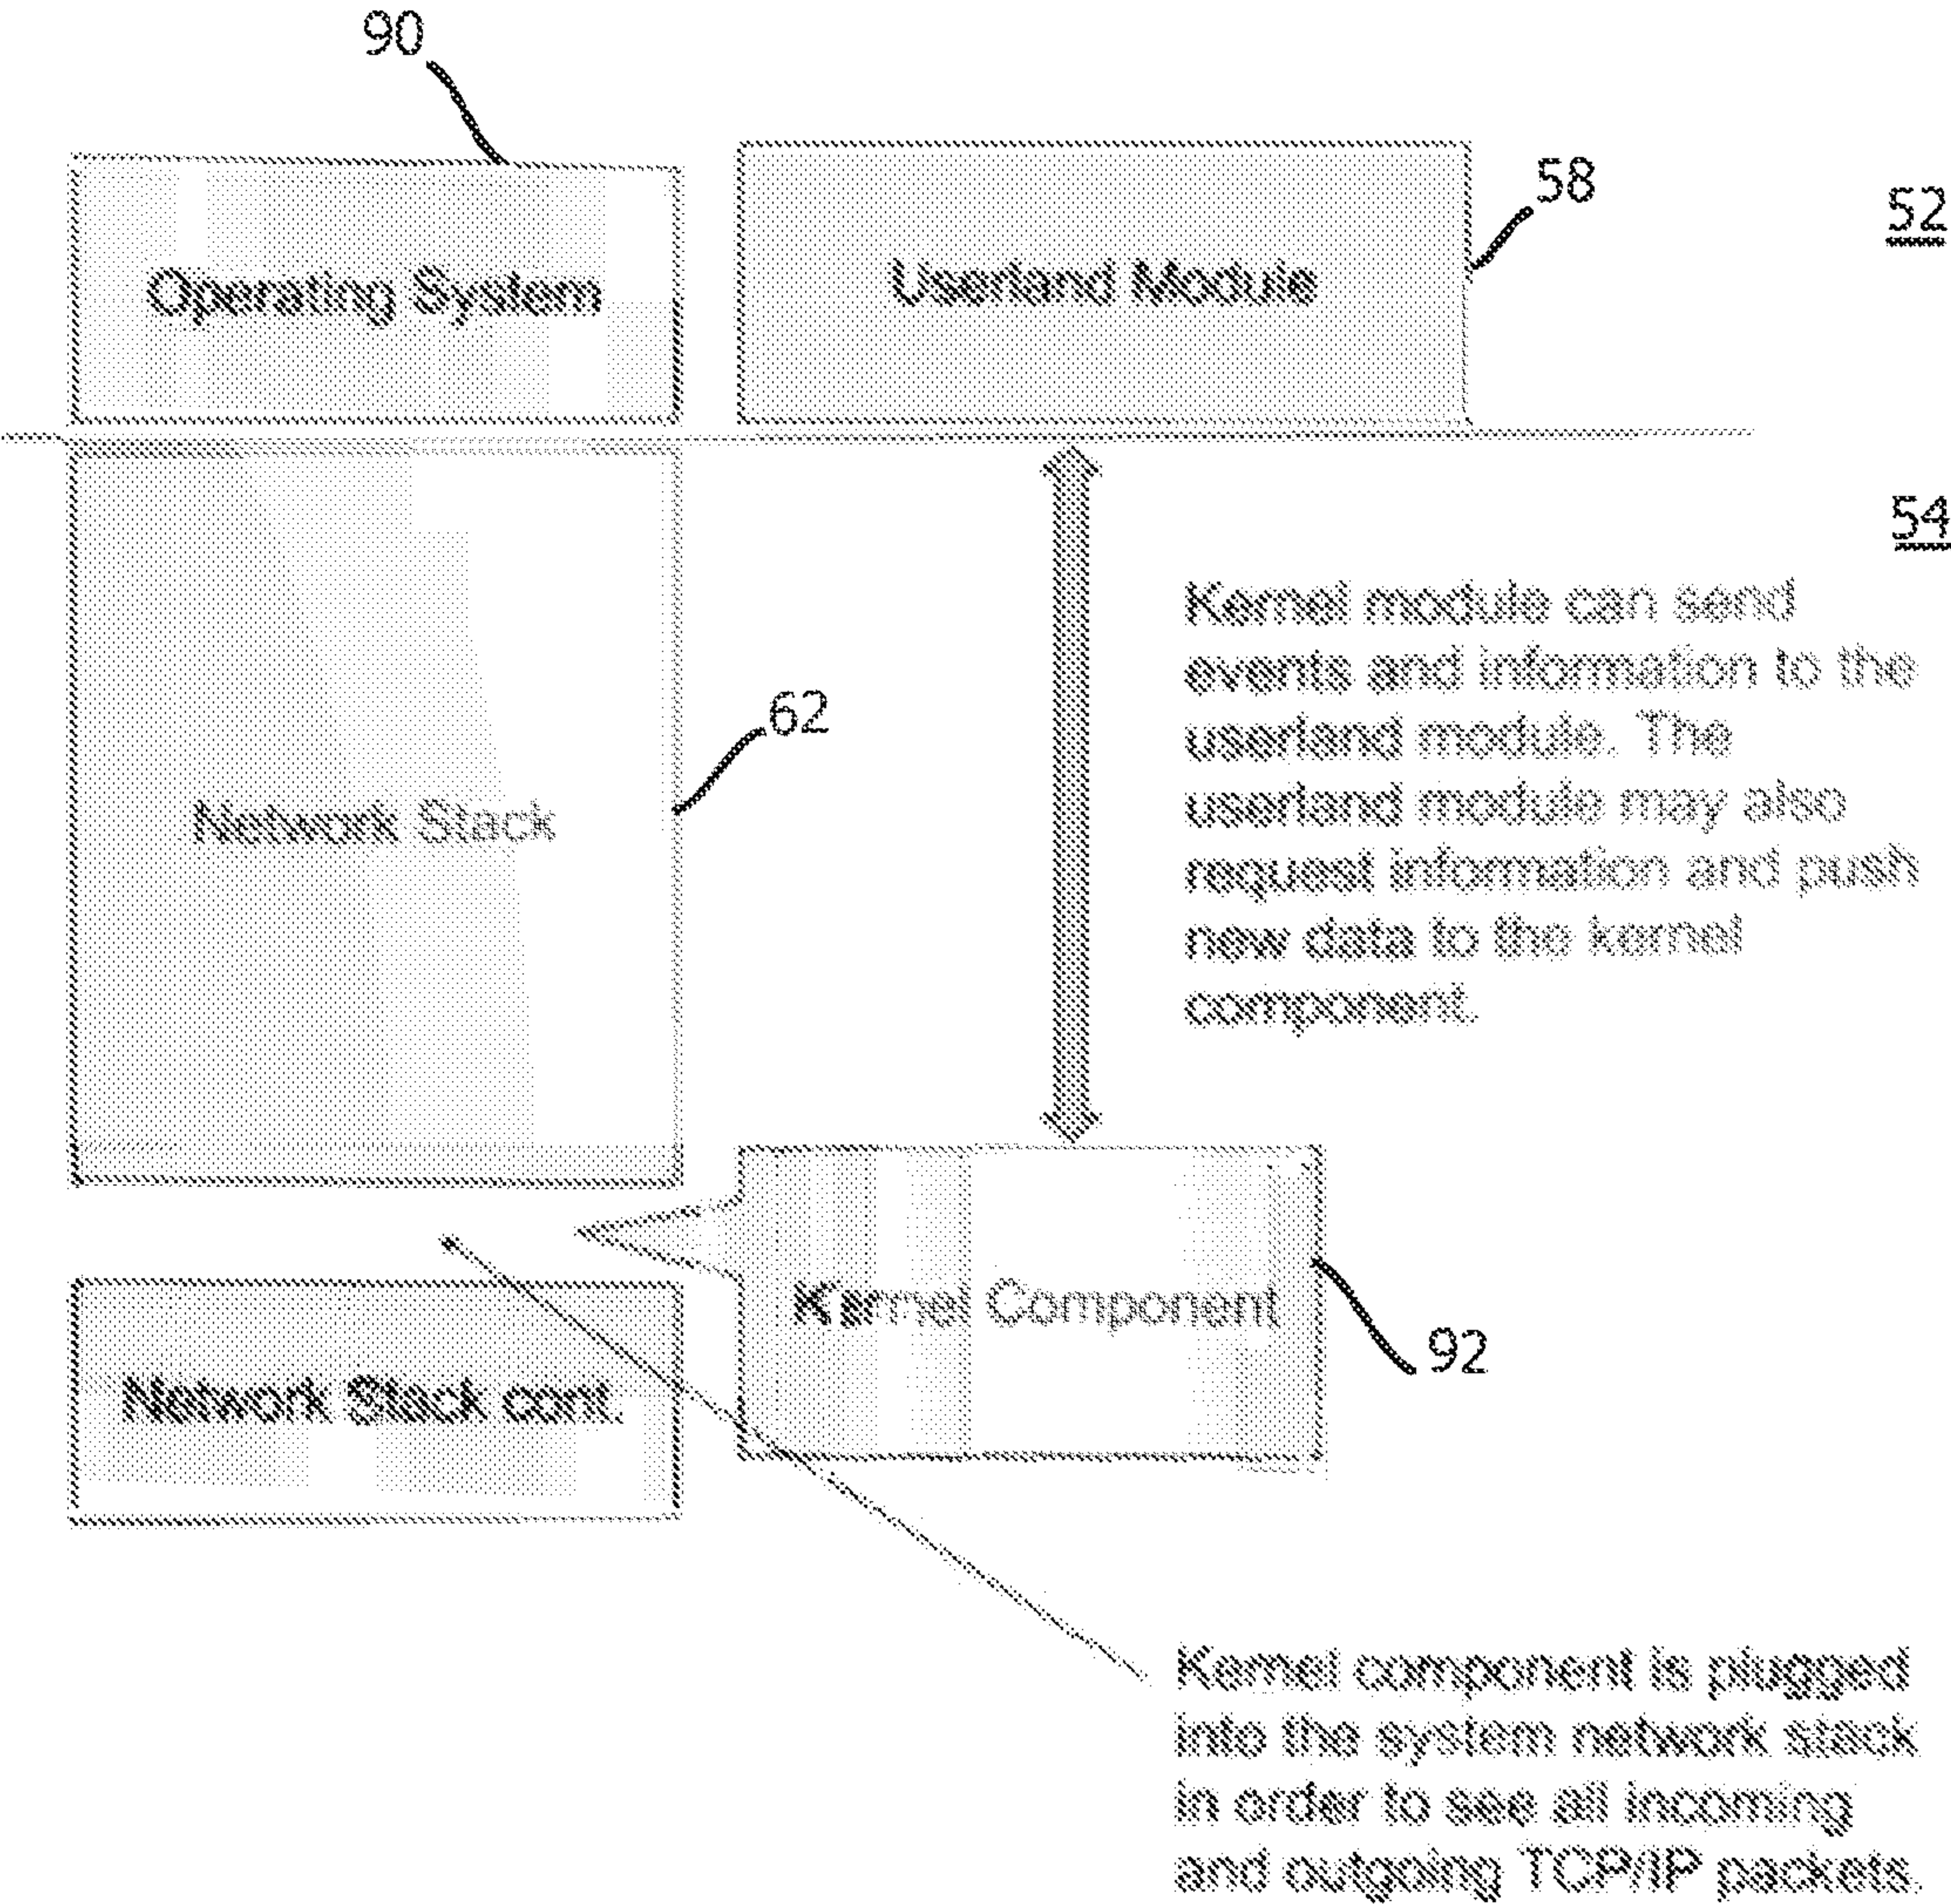 90
58
52
Operating System
Userland Module
54
Kernel module can send
events and information to the
userland module. The
userland module may also
request information and push
new data to the kernel
component.
62
Network Stack
Kernel Component
92
Network Stack cont.
Kernel component is plugged
into the system network stack
in order to see all incoming
and outgoing TCP/IP packets.